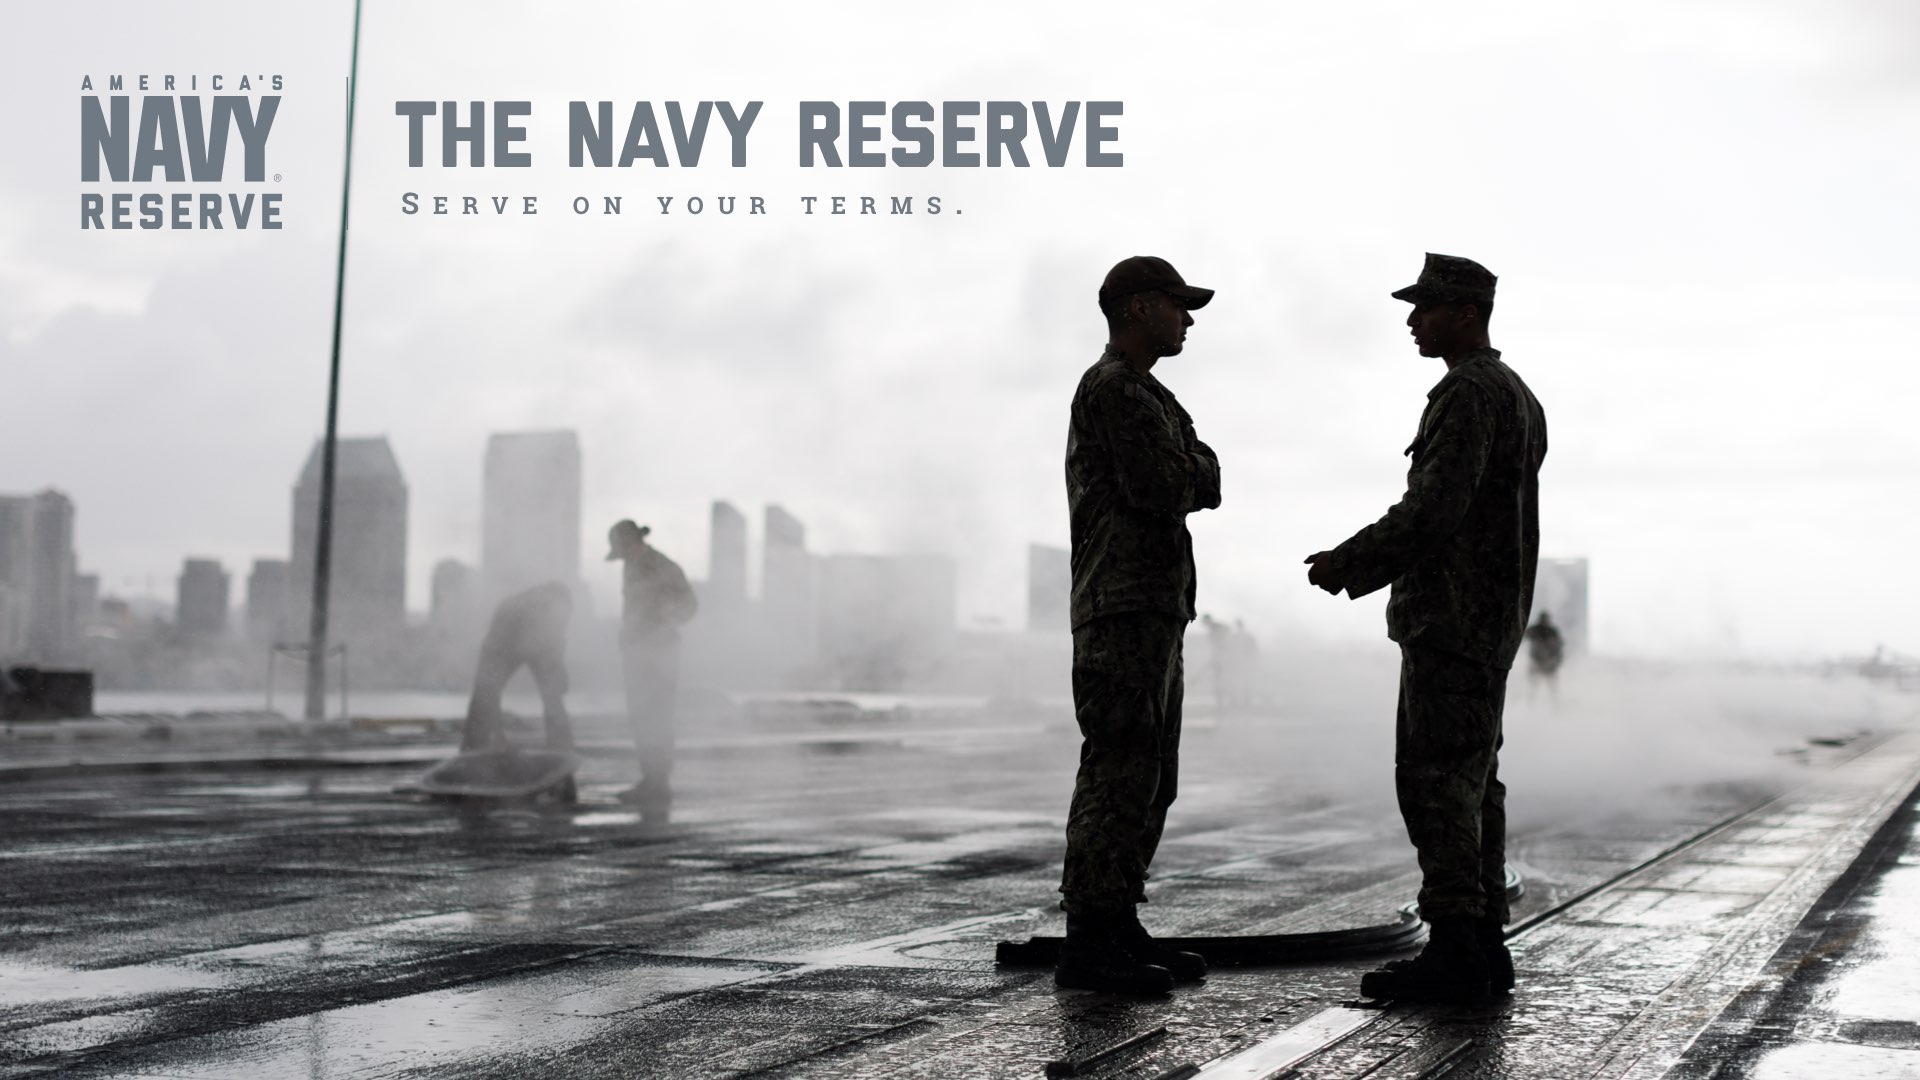 AMERICA'S
NAVY®
RESERVE
THE NAVY RESERVE
SERVE ON YOUR TERMS.